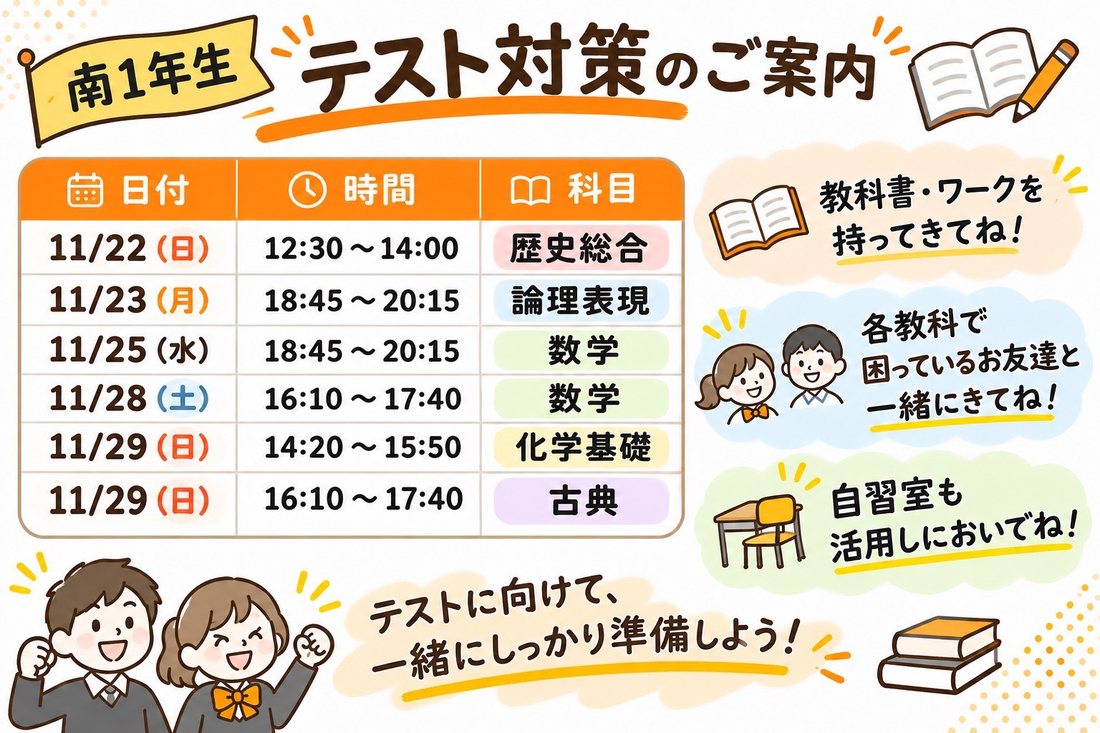 南1年生
テスト対策のご案内
日付 時間 科目
11/22(日) 12:30～14:00 歴史総合
11/23(月) 18:45～20:15 論理表現
11/25(水) 18:45～20:15 数学
11/28(土) 16:10～17:40 数学
11/29(日) 14:20～15:50 化学基礎
11/29(日) 16:10～17:40 古典
教科書・ワークを
持ってきてね!
各教科で
困っているお友達と
一緒にきてね!
自習室も
活用しにおいでね!
テストに向けて、
一緒にしっかり準備しよう!